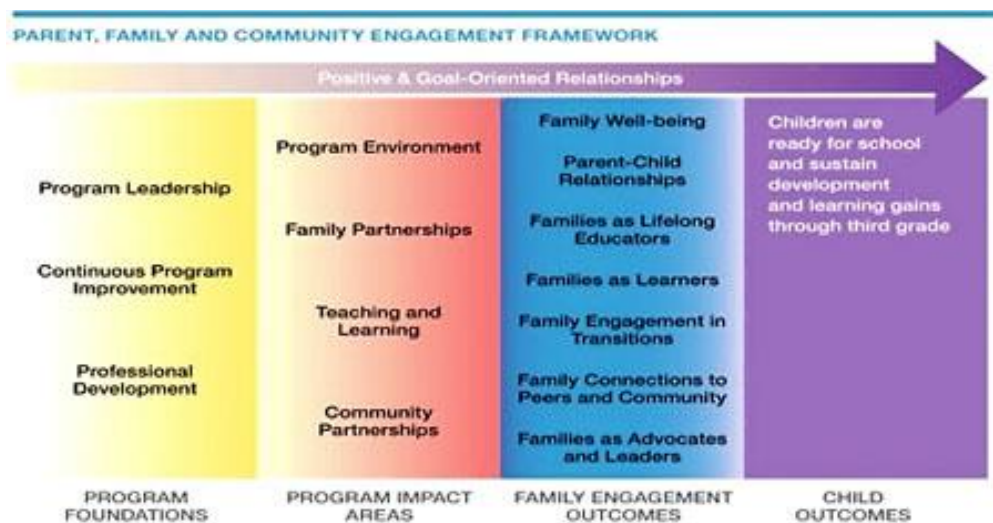 PARENT, FAMILY AND COMMUNITY ENGAGEMENT FRAMEWORK
Positive & Goal-Oriented Relationships
Program Leadership
Continuous Program
Improvement
Professional
Development
PROGRAM
FOUNDATIONS
Program Environment
Family Partnerships
Teaching and
Learning
Community
Partnerships
PROGRAM IMPACT
AREAS
Family Well-being
Parent-Child
Relationships
Families as Lifelong
Educators
Families as Learners
Family Engagement in
Transitions
Family Connections to
Peers and Community
Families as Advocates
and Leaders
FAMILY ENGAGEMENT
OUTCOMES
Children are
ready for school
and sustain
development
and learning gains
through third grade
CHILD
OUTCOMES